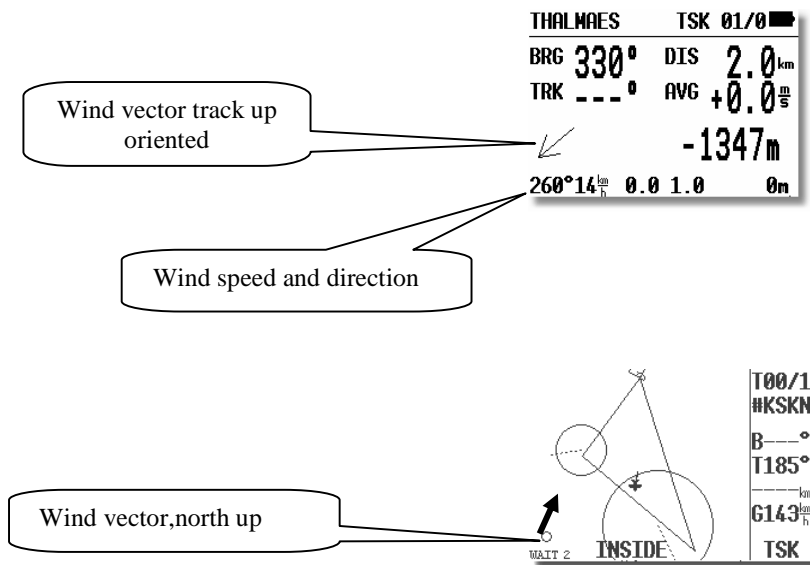 THALMAES TSK 01/0
BRG 330° DIS 2.0km
TRK ---° AVG +0.0m/s
Wind vector track up
oriented
-1347m
260°14km/h 0.0 1.0 0m
Wind speed and direction
T00/1
#KSKN
B---°
T185°
----km
G143km/h
Wind vector,north up
WAIT 2 INSIDE TSK